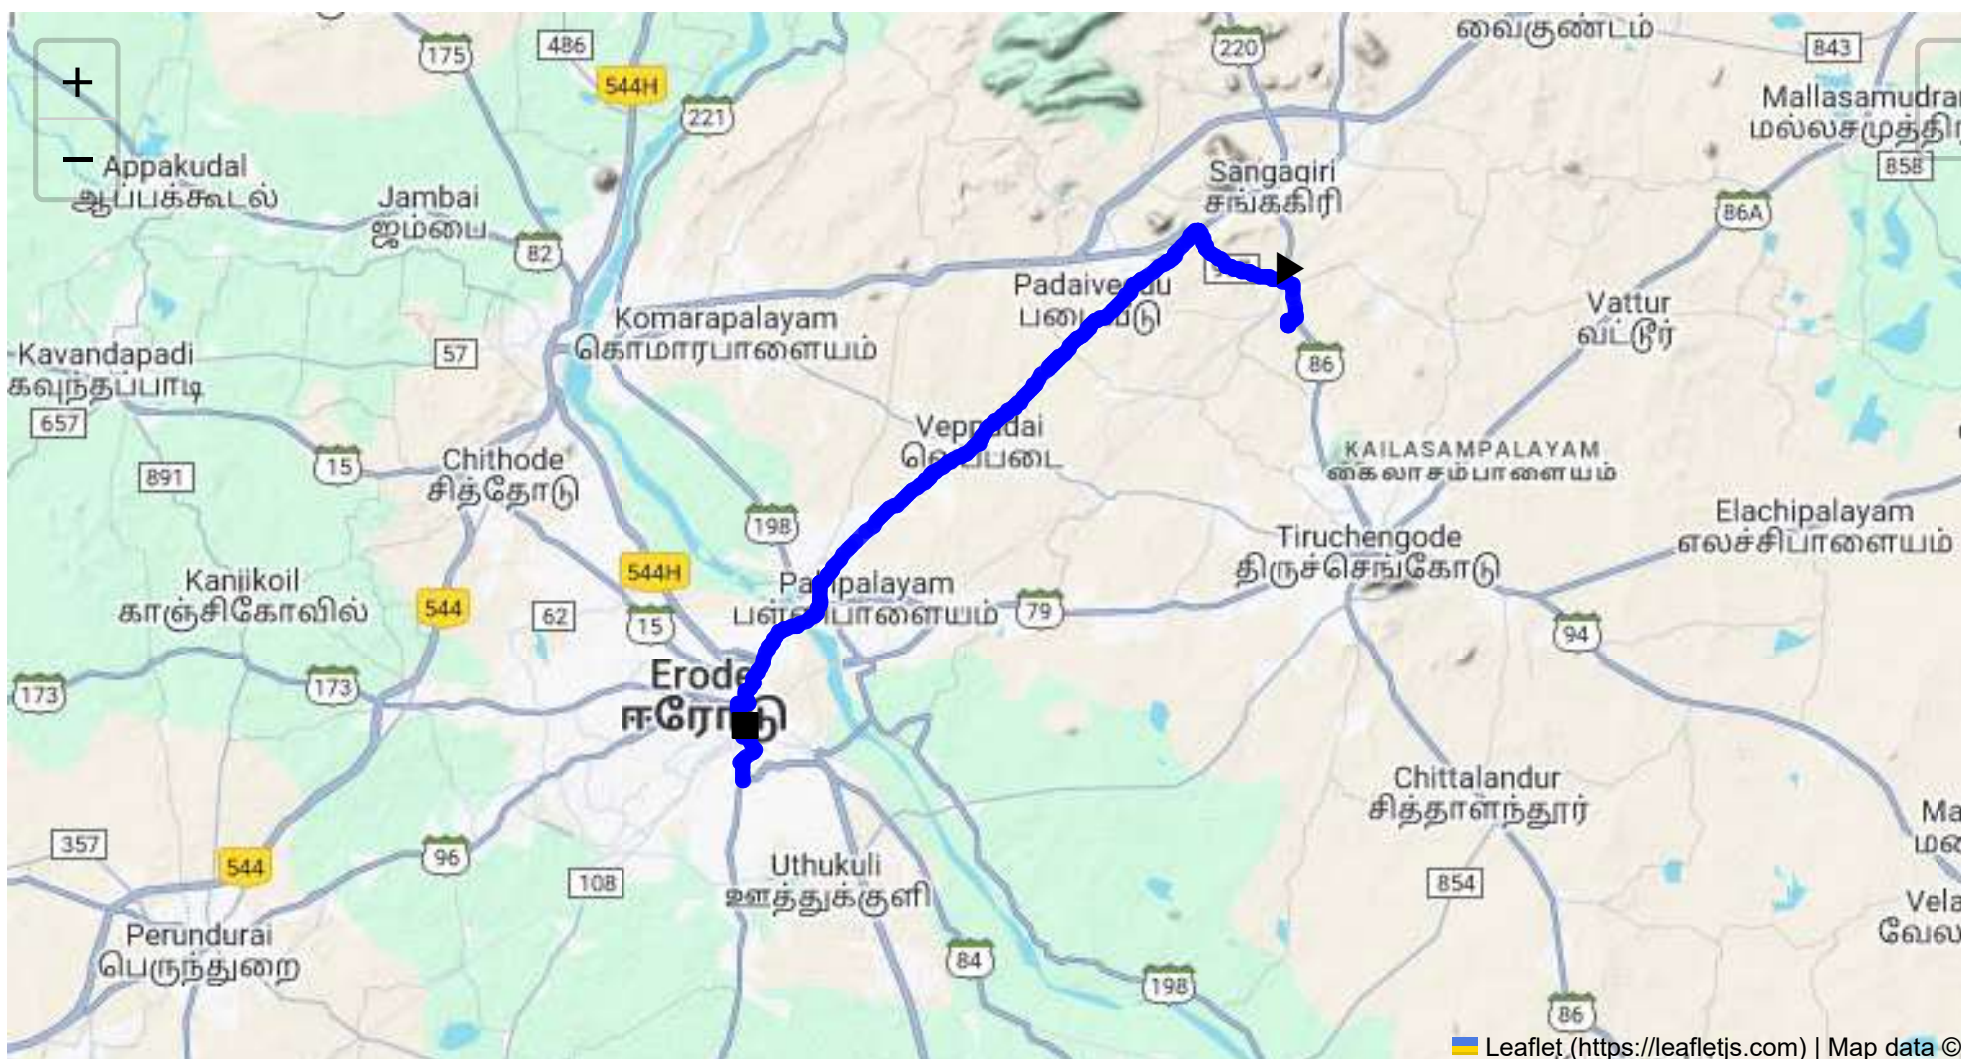 வைகுண்டம்
175
486
220
843
544H
221
Mallasamudra
மல்லசமுத்தி
Appakudal
ஆப்பக்கூடல்
858
Jambai
ஜம்பை
Sangagiri
சங்ககிரி
86A
82
Padaive
Vattur
வட்டூர்
Komarapalayam
கொமாரபாளையம்
Kavandapadi
கவுந்தப்பாடி
57
86
657
Veppadai
KAILASAMPALAYAM
கைலாசம்பாளையம்
Chithode
சித்தோடு
15
891
198
Elachipalayam
எலச்சிபாளையம்
Tiruchengode
திருச்செங்கோடு
544H
Kanjikoil
காஞ்சிகோவில்
Pallipalayam
544
62
15
79
94
Erode
ஈரோடு
173
173
Chittalandur
சித்தாளந்தூர்
Ma
357
544
96
108
Uthukuli
ஊத்துக்குளி
854
Vela
வேல
Perundurai
பெருந்துறை
84
198
86
Leaflet (https://leafletjs.com) | Map data ©